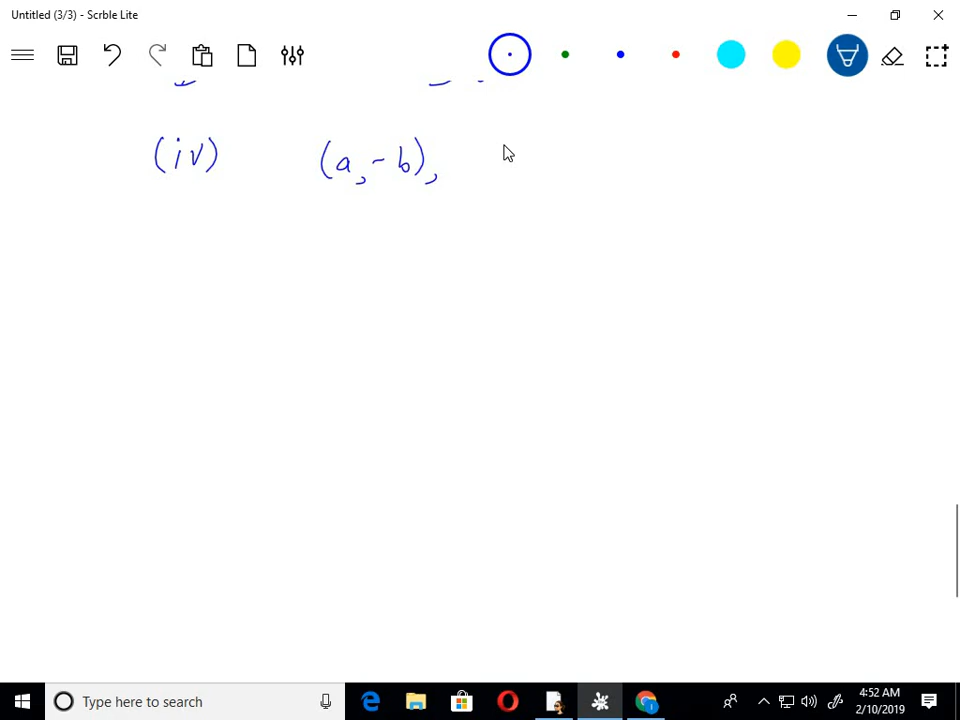 Untitled (3/3) - Scrble Lite
(iv) (a, -b),
Type here to search
4:52 AM
2/10/2019